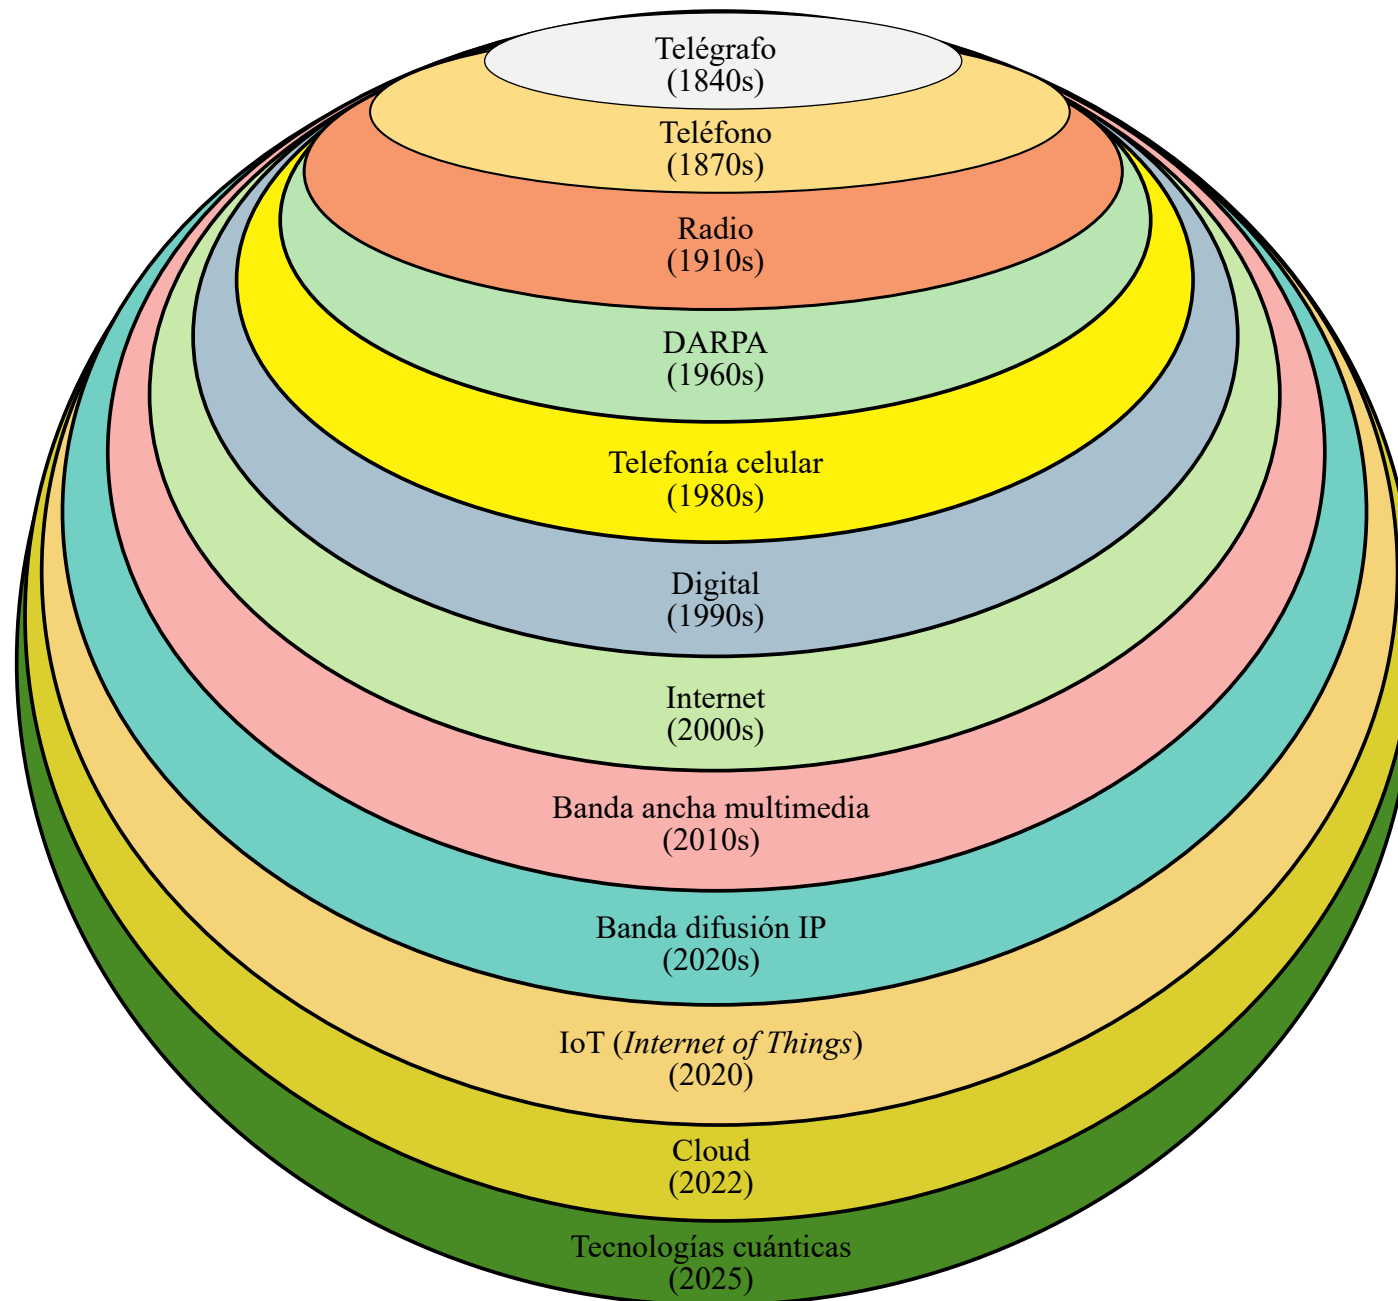 Telégrafo
(1840s)
Teléfono
(1870s)
Radio
(1910s)
DARPA
(1960s)
Telefonía celular
(1980s)
Digital
(1990s)
Internet
(2000s)
Banda ancha multimedia
(2010s)
Banda difusión IP
(2020s)
IoT (Internet of Things)
(2020)
Cloud
(2022)
Tecnologías cuánticas
(2025)